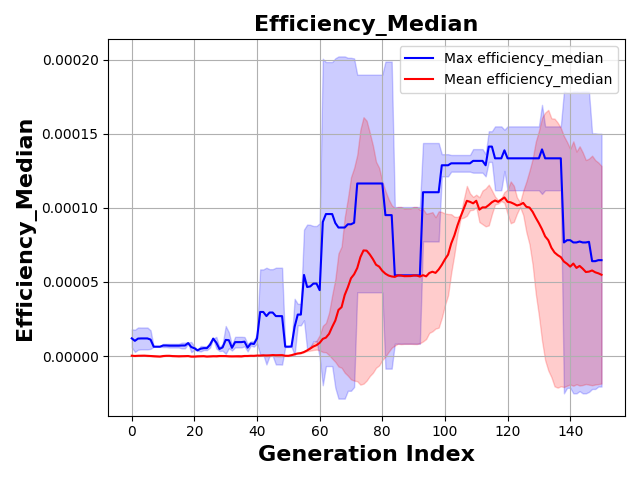 Efficiency_Median
Max efficiency_median
Mean efficiency_median
Efficiency_Median
0.00020
0.00015
0.00010
0.00005
0.00000
0 20 40 60 80 100 120 140
Generation Index